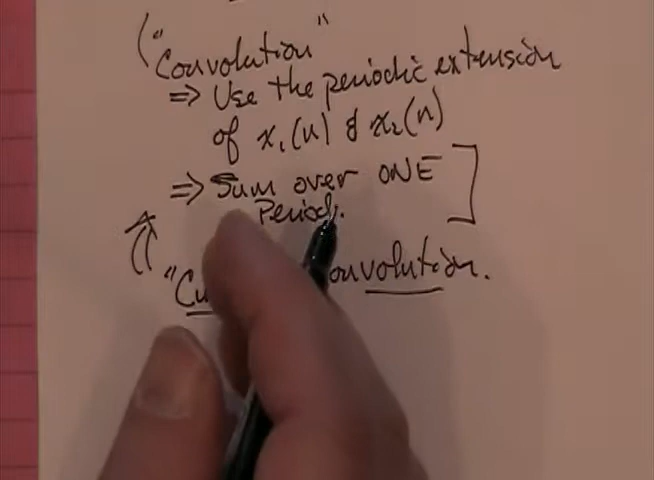 ("Convolution"
⇒ Use the periodic extension
of x₁(n) & x₂(n)
⇒ Sum over ONE ]
Period.
onvolution.